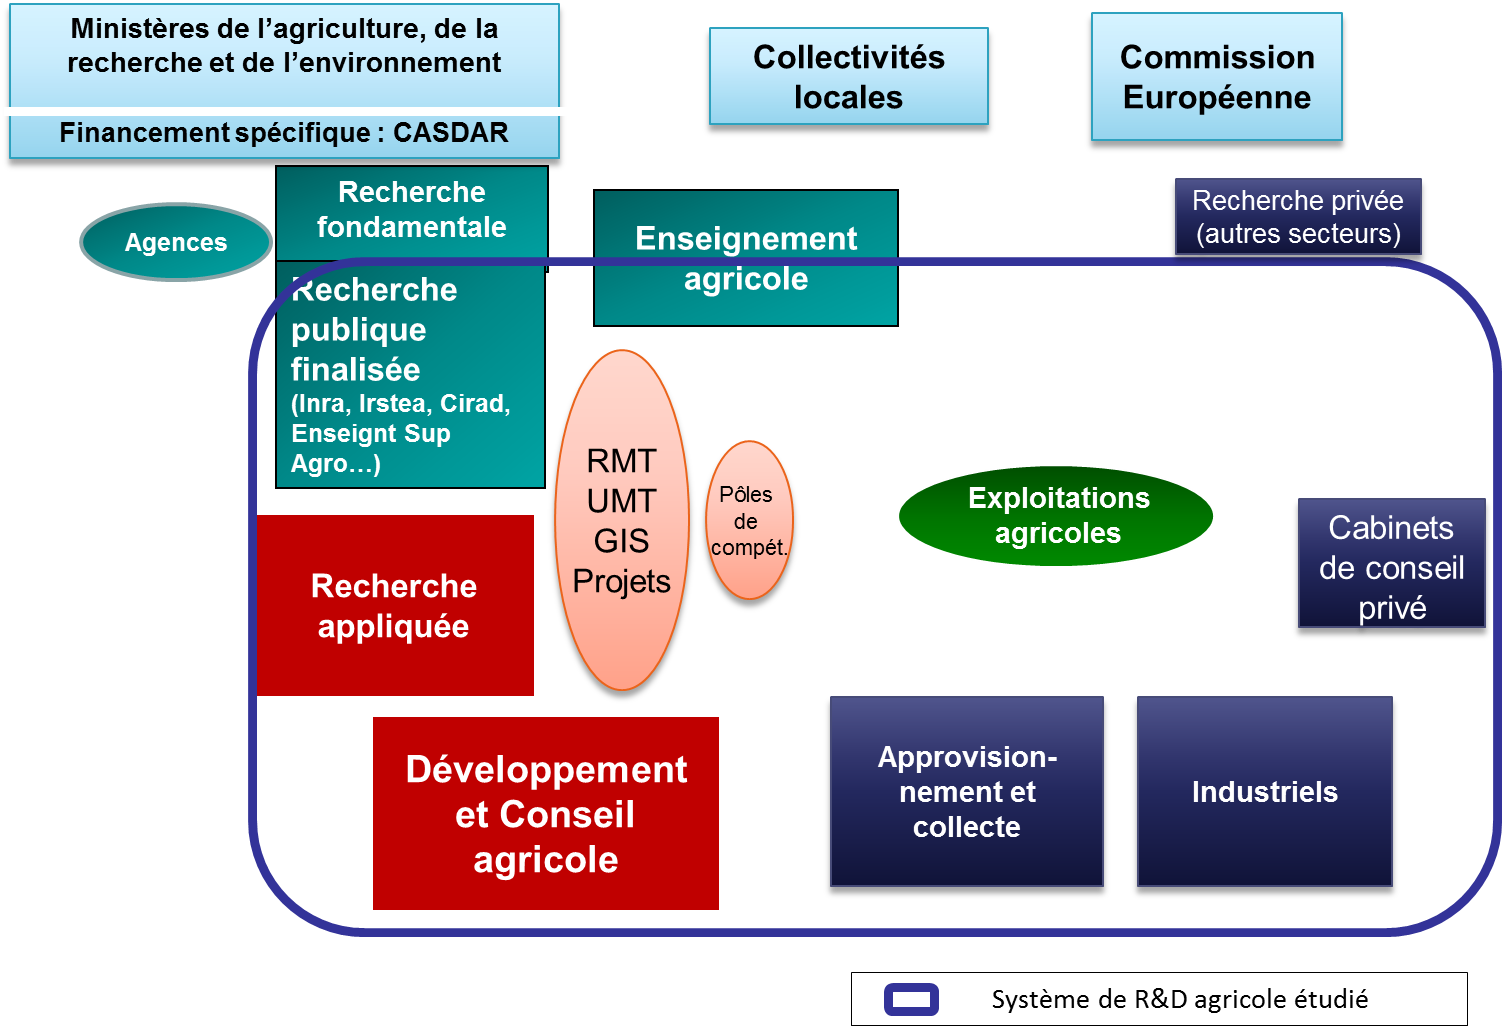 Ministères de l’agriculture, de la
recherche et de l’environnement
Financement spécifique : CASDAR
Collectivités
locales
Commission
Européenne
Agences
Recherche
fondamentale
Enseignement
agricole
Recherche privée
(autres secteurs)
Recherche
publique
finalisée
(Inra, Irstea, Cirad,
Enseignt Sup
Agro…)
RMT
UMT
GIS
Projets
Pôles
de
compét.
Exploitations
agricoles
Cabinets
de conseil
privé
Recherche
appliquée
Développement
et Conseil
agricole
Approvision-
nement et
collecte
Industriels
Système de R&D agricole étudié